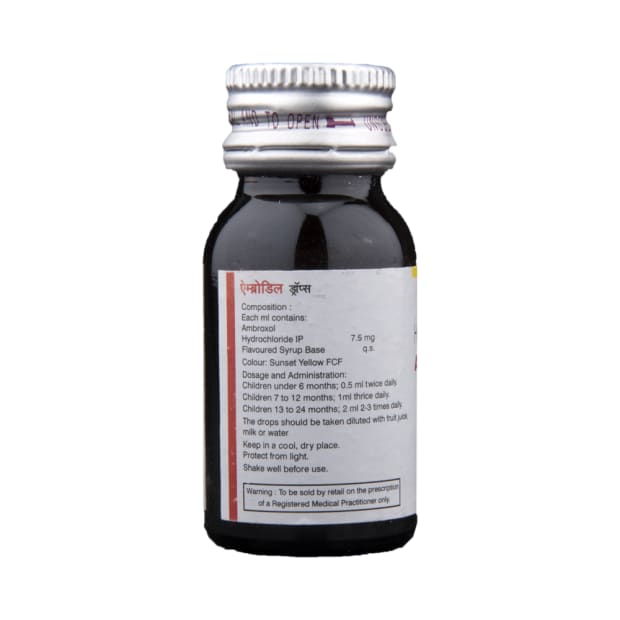 AND TO OPEN
ऐम्ब्रोडिल ड्रॉप्स
Composition :
Each ml contains:
Ambroxol
Hydrochloride IP 7.5 mg
Flavoured Syrup Base q.s.
Colour: Sunset Yellow FCF
Dosage and Administration:
Children under 6 months; 0.5 ml twice daily.
Children 7 to 12 months; 1ml thrice daily.
Children 13 to 24 months; 2 ml 2-3 times daily.
The drops should be taken diluted with fruit juice,
milk or water
Keep in a cool, dry place.
Protect from light.
Shake well before use.
Warning : To be sold by retail on the prescription
of a Registered Medical Practitioner only.